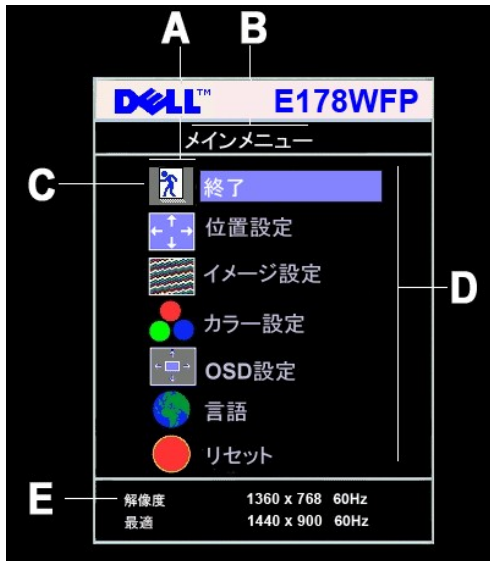 A B
DELL™ E178WFP
メインメニュー
C 終了
位置設定
イメージ設定
D
カラー設定
OSD設定
言語
リセット
E 解像度 1360 x 768 60Hz
最適 1440 x 900 60Hz